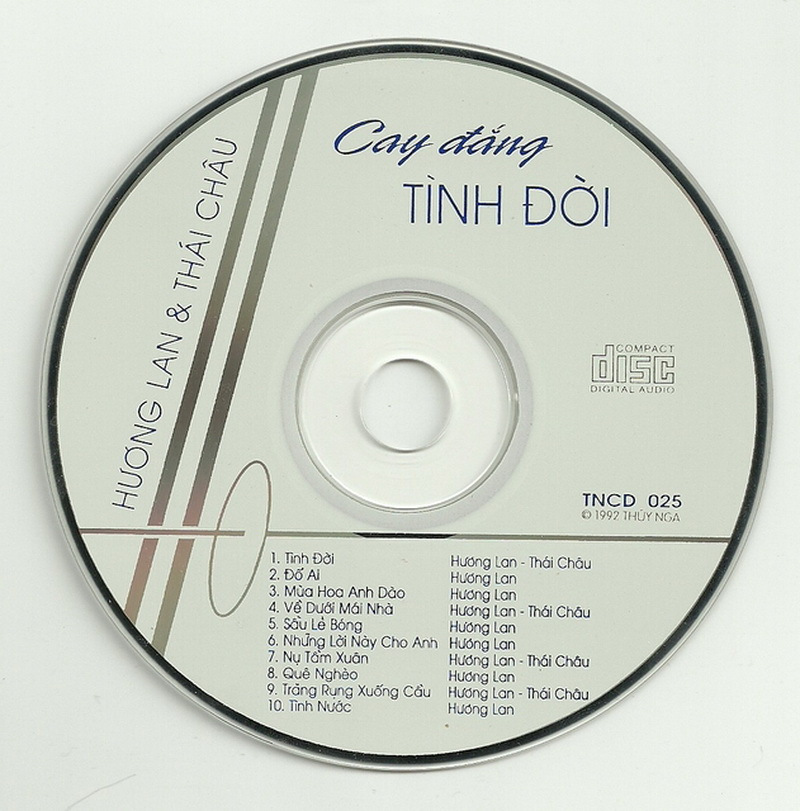 Cay đắng
TÌNH ĐỜI
HƯƠNG LAN & THÁI CHÂU
COMPACT
disc
DIGITAL AUDIO
TNCD 025
© 1992 THÚY NGA
1. Tình Đời Hương Lan - Thái Châu
2. Đố Ai Hương Lan
3. Mùa Hoa Anh Đào Hương Lan
4. Về Dưới Mái Nhà Hương Lan - Thái Châu
5. Sầu Lẻ Bóng Hương Lan
6. Những Lời Này Cho Anh Hương Lan
7. Nụ Tầm Xuân Hương Lan - Thái Châu
8. Quê Nghèo Hương Lan
9. Trăng Rụng Xuống Cầu Hương Lan - Thái Châu
10. Tình Nước Hương Lan